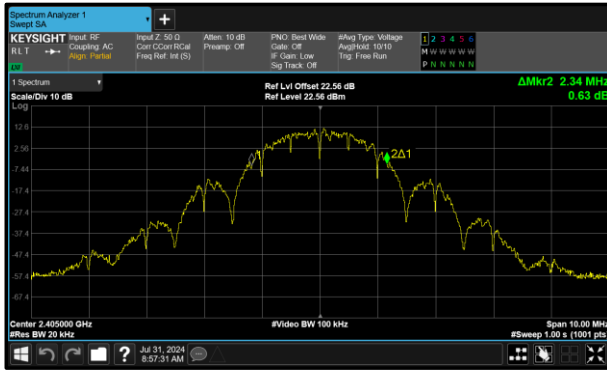 Spectrum Analyzer 1
Swept SA
KEYSIGHT
RLT
Input: RF
Coupling: AC
Align: Partial
Input Z: 50 Ω
Corr CCorr RCal
Freq Ref: Int (S)
Atten: 10 dB
Preamp: Off
PNO: Best Wide
Gate: Off
IF Gain: Low
Sig Track: Off
#Avg Type: Voltage
Avg|Hold: 10/10
Trig: Free Run
1 2 3 4 5 6
M W W W W W
P N N N N N
1 Spectrum
Scale/Div 10 dB
Ref Lvl Offset 22.56 dB
Ref Level 22.56 dBm
ΔMkr2 2.34 MHz
0.63 dB
Log
12.6
2.56
-7.44
-17.4
-27.4
-37.4
-47.4
-57.4
-67.4
2Δ1
Center 2.405000 GHz
#Video BW 100 kHz
Span 10.00 MHz
#Res BW 20 kHz
#Sweep 1.00 s (1001 pts)
Jul 31, 2024
8:57:31 AM